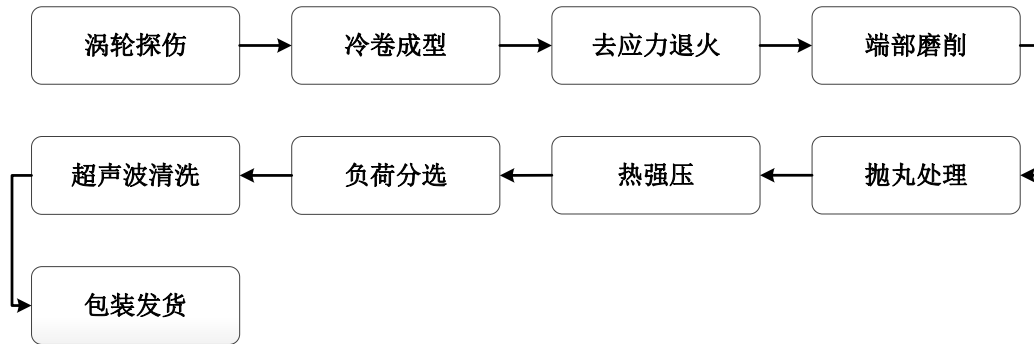 涡轮探伤
冷卷成型
去应力退火
端部磨削
抛丸处理
热强压
负荷分选
超声波清洗
包装发货